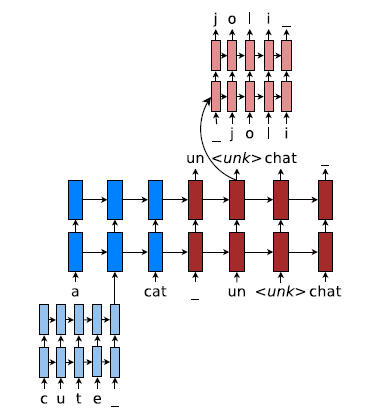 j o l i _
_ j o l i
un <unk> chat _
a cat _ un <unk> chat
c u t e _